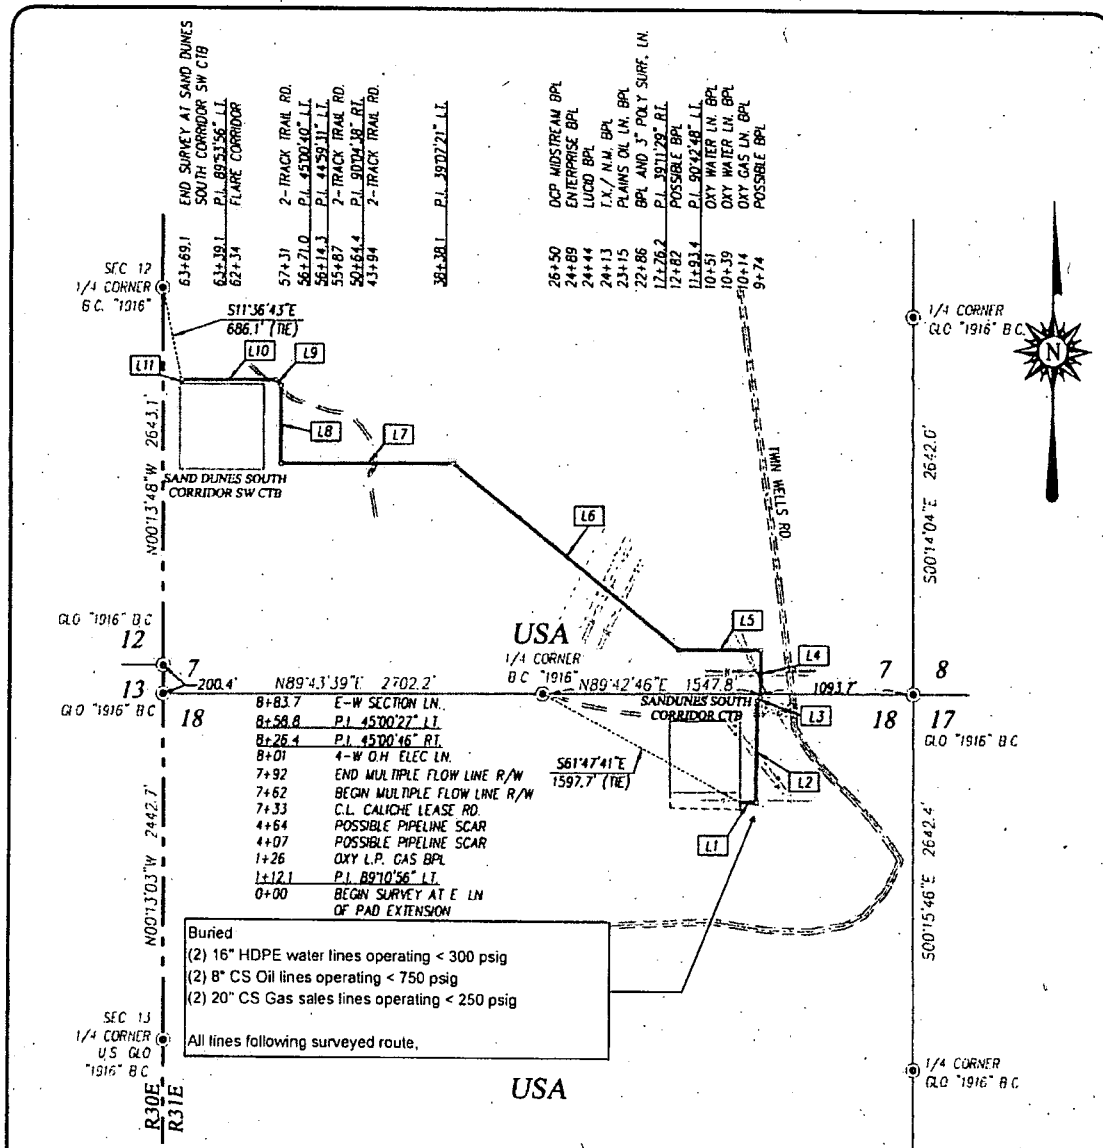 63+69.1 END SURVEY AT SAND DUNES
SOUTH CORRIDOR SW CTB
63+39.1 P.I. 89°53'56" LT.
62+34 FLARE CORRIDOR
57+31 2-TRACK TRAIL RD.
56+71.0 P.I. 45°00'40" LT.
56+14.3 P.I. 44°59'31" LT.
55+87 2-TRACK TRAIL RD.
50+64.4 P.I. 90°04'38" RT.
43+94 2-TRACK TRAIL RD.
38+38.1 P.I. 39°07'21" LT.
26+50 DCP MIDSTREAM BPL
24+89 ENTERPRISE BPL
24+44 LUCID BPL
24+13 T.X./ N.M. BPL
23+15 PLAINS OIL LN. BPL
22+86 BPL AND 3" POLY SURF. LN.
17+76.2 P.I. 39°11'29" RT.
12+82 POSSIBLE BPL
11+93.4 P.I. 90°42'48" LT.
10+51 OXY WATER LN. BPL
10+39 OXY WATER LN. BPL
10+14 OXY GAS LN. BPL
9+74 POSSIBLE BPL
SEC 12
1/4 CORNER
B.C. "1916"
S11°36'43"E
686.1' (TIE)
1/4 CORNER
GLO "1916" B.C.
N
L11
L10
L9
L8
L7
SAND DUNES SOUTH
CORRIDOR SW CTB
N00°13'48"W 2643.1'
TWIN WELLS RD.
S00°14'04"E 2642.0'
L6
L5
L4
GLO "1916" B.C.
12
7
USA
1/4 CORNER
B.C. "1916"
7
8
13
18
200.4'
N89°43'39"E 2702.2'
N89°42'46"E 1547.8'
1093.7'
GLO "1916" B.C.
18
17
GLO "1916" B.C.
SANDUNES SOUTH
CORRIDOR CTB
L3
L2
L1
S61°47'41"E
1597.7' (TIE)
8+83.7 E-W SECTION LN.
8+58.8 P.I. 45°00'27" LT.
8+26.4 P.I. 45°00'46" RT.
8+01 4-W O.H ELEC LN.
7+92 END MULTIPLE FLOW LINE R/W
7+62 BEGIN MULTIPLE FLOW LINE R/W
7+33 C.L. CALICHE LEASE RD.
4+64 POSSIBLE PIPELINE SCAR
4+07 POSSIBLE PIPELINE SCAR
1+26 OXY L.P. GAS BPL
1+12.1 P.I. 89°10'56" LT.
0+00 BEGIN SURVEY AT E LN
OF PAD EXTENSION
N00°13'03"W 2442.7'
S00°15'46"E 2642.4'
Buried
(2) 16" HDPE water lines operating < 300 psig
(2) 8" CS Oil lines operating < 750 psig
(2) 20" CS Gas sales lines operating < 250 psig
All lines following surveyed route,
SEC 13
1/4 CORNER
U.S. GLO
"1916" B.C.
1/4 CORNER
GLO "1916" B.C.
R30E
R31E
USA